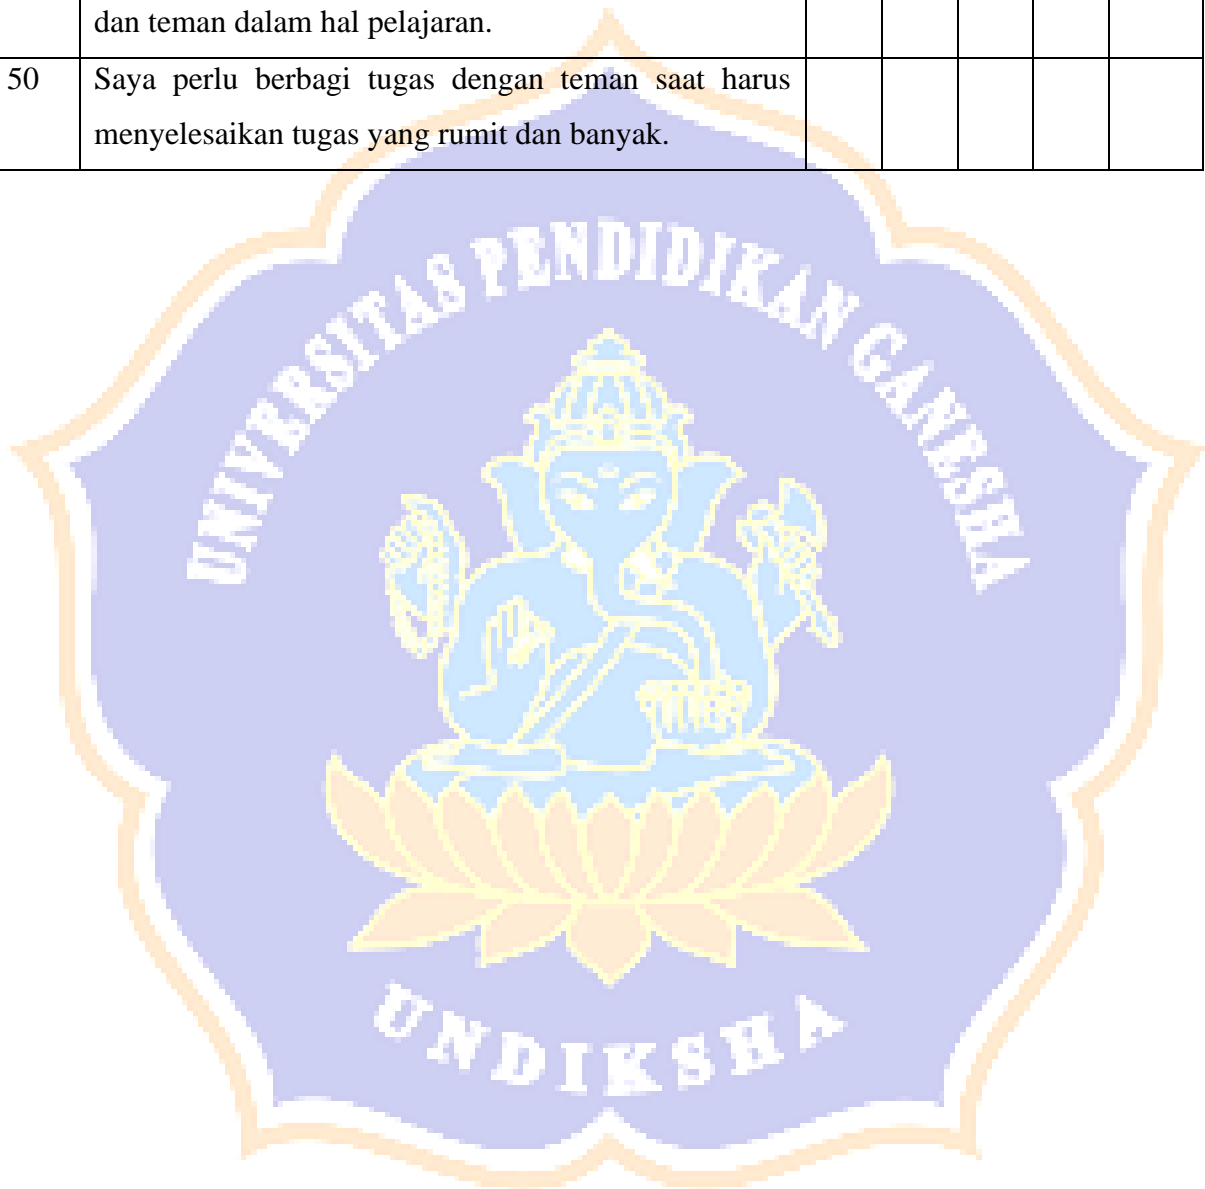 dan teman dalam hal pelajaran.
50 Saya perlu berbagi tugas dengan teman saat harus
menyelesaikan tugas yang rumit dan banyak.
UNIVERSITAS PENDIDIKAN GANESHA
UNDIKSHA